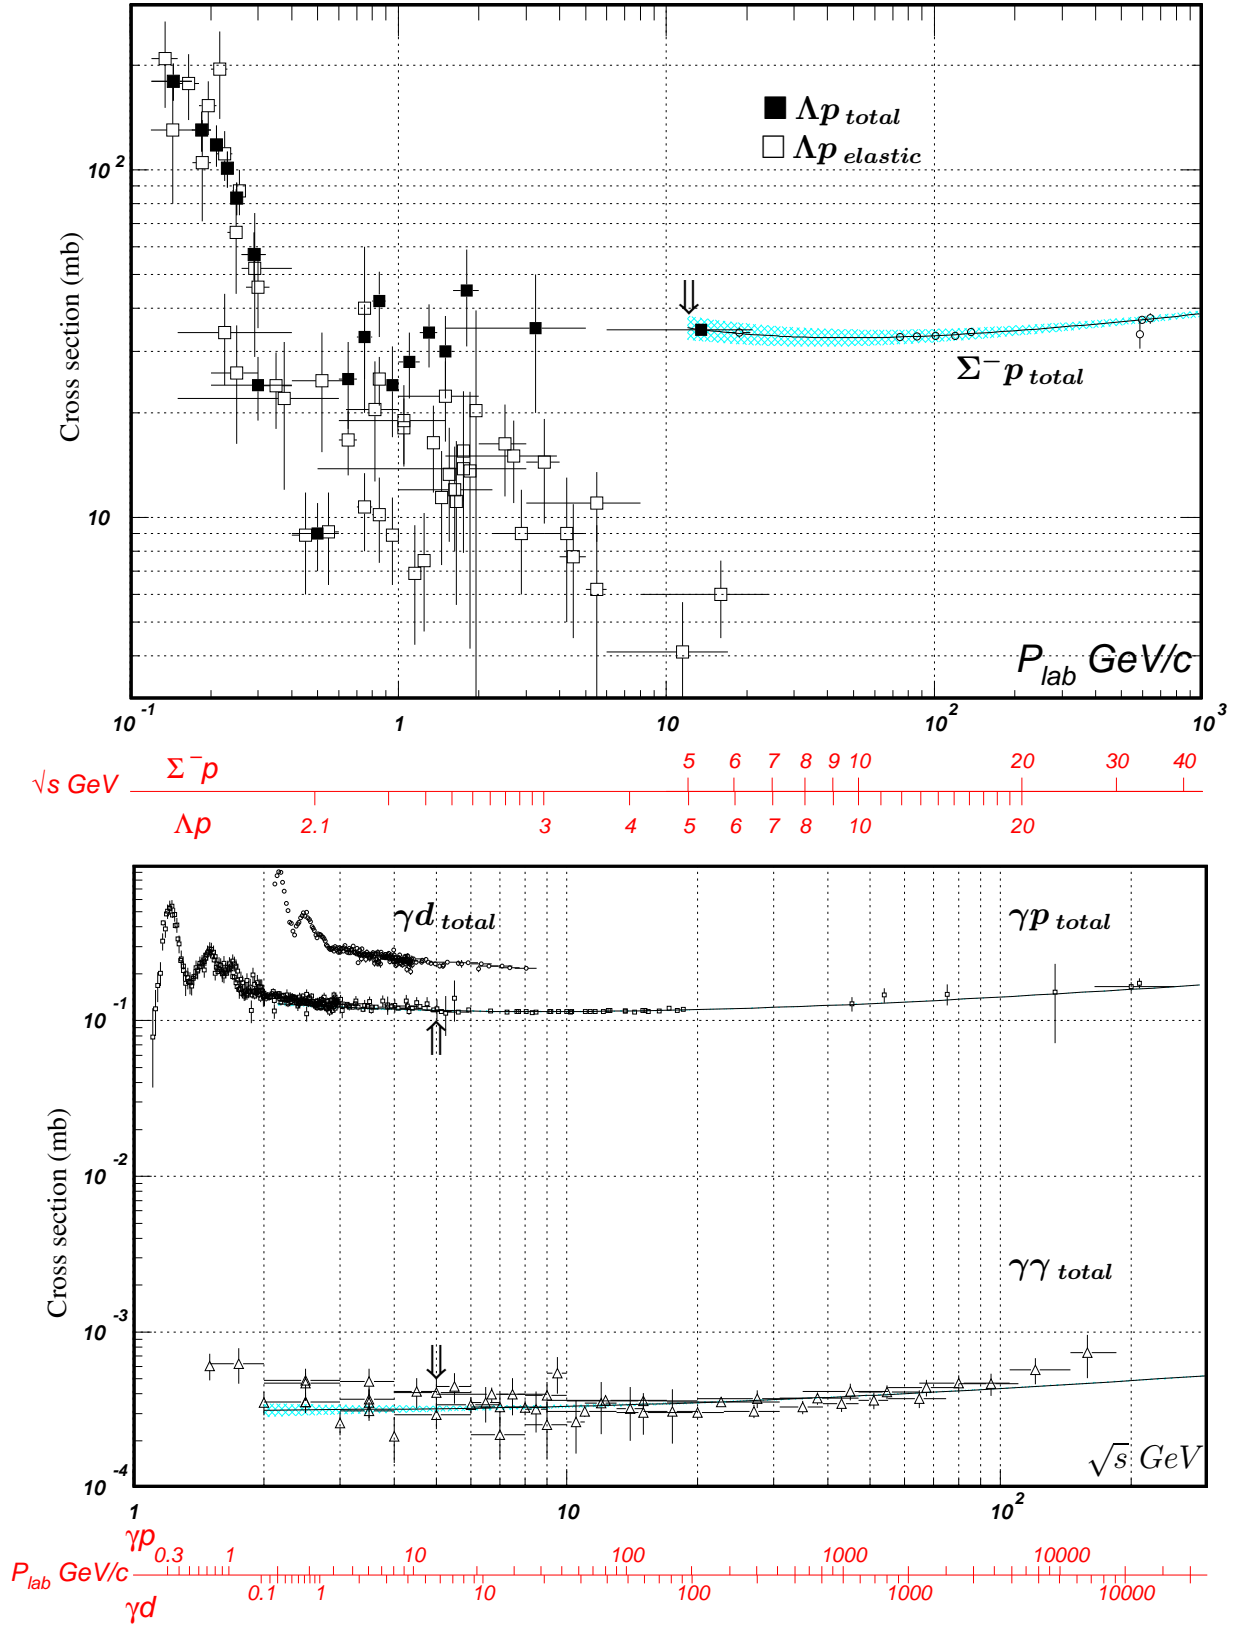 10²
10
Cross section (mb)
Λp total
Λp elastic
Σ⁻p total
P_lab GeV/c
10⁻¹ 1 10 10² 10³
Σ⁻p
5 6 7 8 9 10 20 30 40
√s GeV
Λp
2.1 3 4 5 6 7 8 10 20
γd total
γp total
10⁻¹
Cross section (mb)
10⁻²
γγ total
10⁻³
√s GeV
10⁻⁴
1 10 10²
γp
0.3 1 10 100 1000 10000
P_lab GeV/c
0.1 1 10 100 1000 10000
γd